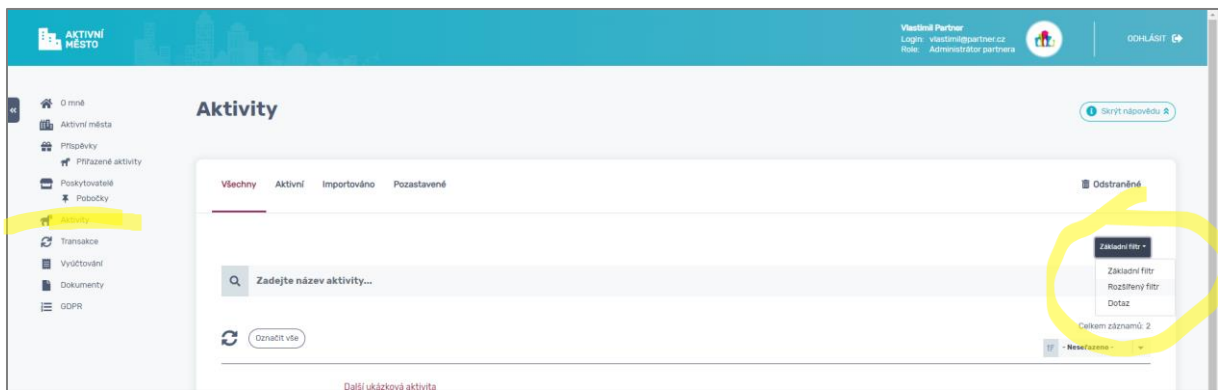 AKTIVNÍ
MĚSTO
Vlastimil Partner
Login: vlastimil@partner.cz
Role: Administrátor partnera
ODHLÁSIT
O mně
Aktivní města
Příspěvky
Přiřazené aktivity
Poskytovatelé
Pobočky
Aktivity
Transakce
Vyúčtování
Dokumenty
GDPR
Aktivity
Skrýt nápovědu
Všechny Aktivní Importováno Pozastavené
Odstraněné
Základní filtr
Základní filtr
Rozšířený filtr
Dotaz
Zadejte název aktivity...
Celkem záznamů: 2
Označit vše
- Neseřazeno -
Další ukázková aktivita